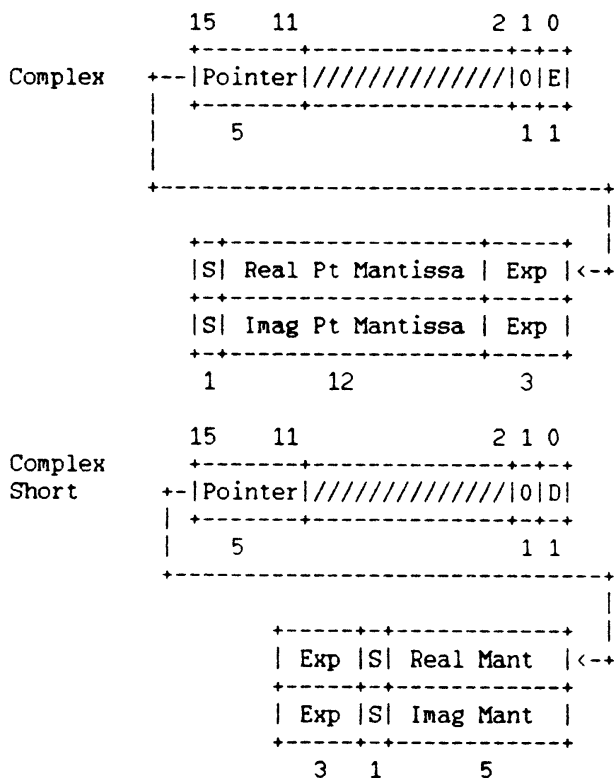 15    11              2 1 0
            +-------+--------------+-+-+
Complex  +--|Pointer|//////////////|0|E|
         |  +-------+--------------+-+-+
         |     5                    1 1
         |
         +---------------------------------+
                                           |
            +-+-------------------+-----+  |
            |S| Real Pt Mantissa | Exp |<-+
            +-+-------------------+-----+
            |S| Imag Pt Mantissa | Exp |
            +-+-------------------+-----+
             1         12            3
            15    11              2 1 0
Complex     +-------+--------------+-+-+
Short     +-|Pointer|//////////////|0|D|
          | +-------+--------------+-+-+
          |    5                    1 1
          +--------------------------------+
                                           |
                  +-----+-+------------+   |
                  | Exp |S| Real Mant  |<-+
                  +-----+-+------------+
                  | Exp |S| Imag Mant  |
                  +-----+-+------------+
                     3   1      5